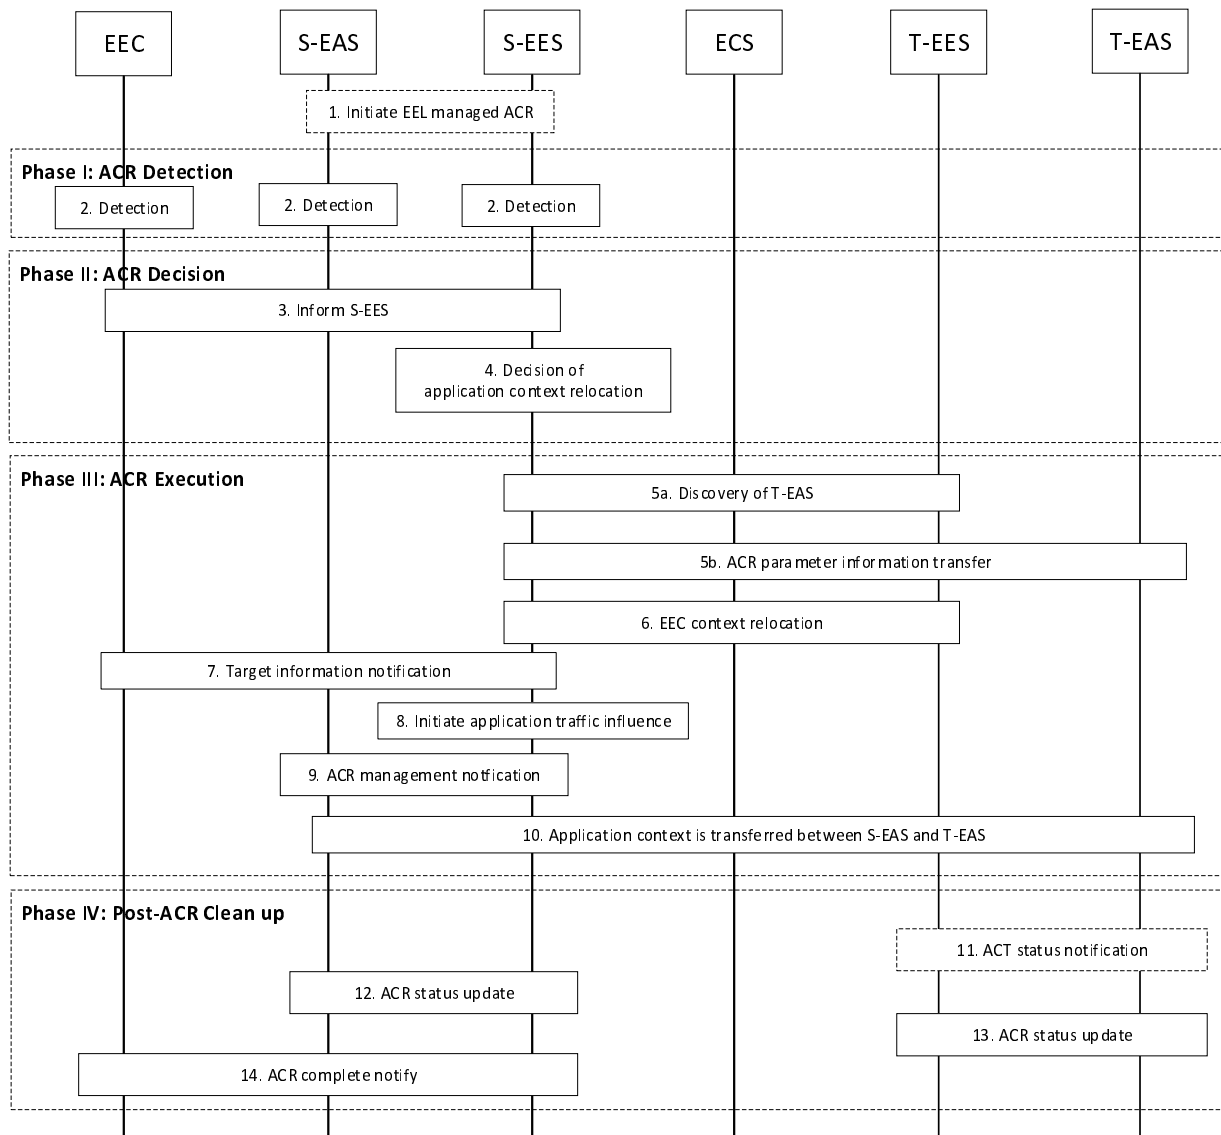 EEC
S-EAS
S-EES
ECS
T-EES
T-EAS
1. Initiate EEL managed ACR
Phase I: ACR Detection
2. Detection
2. Detection
2. Detection
Phase II: ACR Decision
3. Inform S-EES
4. Decision of
application context relocation
Phase III: ACR Execution
5a. Discovery of T-EAS
5b. ACR parameter information transfer
6. EEC context relocation
7. Target information notification
8. Initiate application traffic influence
9. ACR management notfication
10. Application context is transferred between S-EAS and T-EAS
Phase IV: Post-ACR Clean up
11. ACT status notification
12. ACR status update
13. ACR status update
14. ACR complete notify